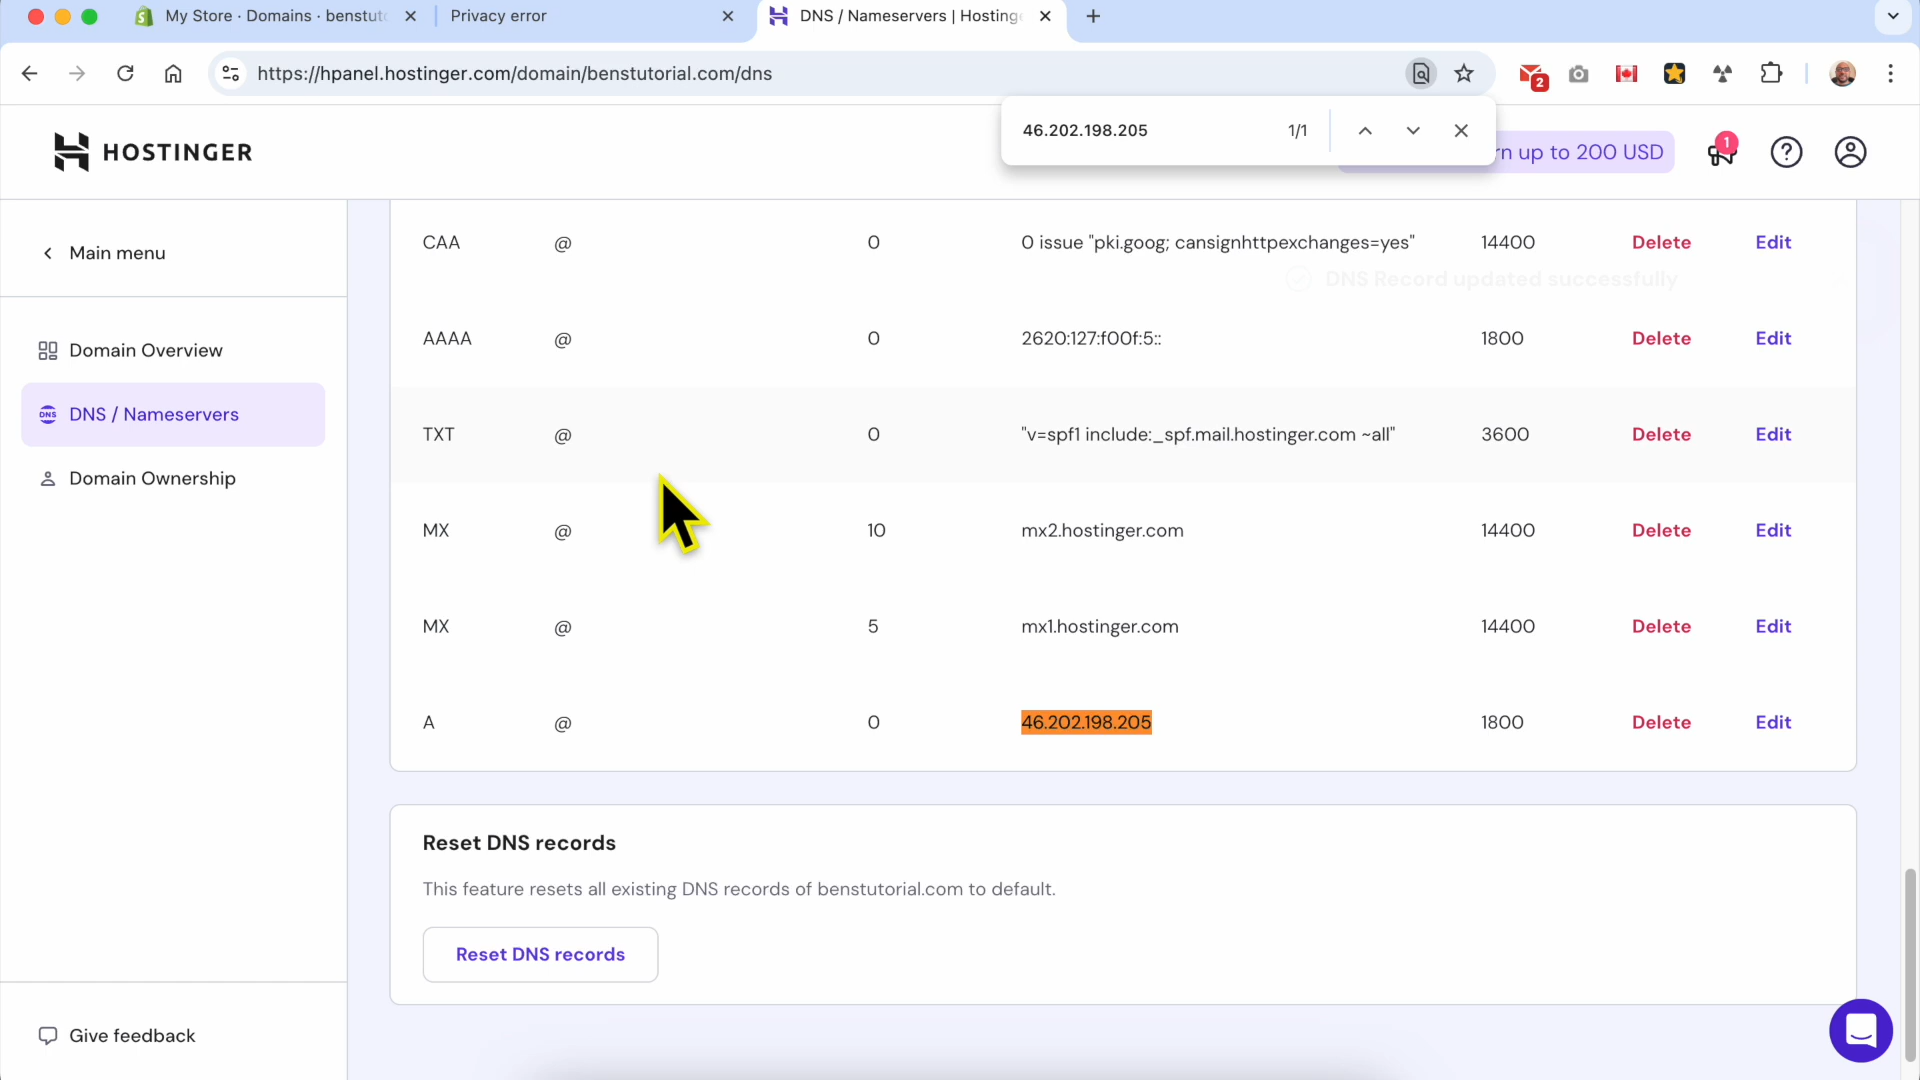 My Store · Domains · benstuto
Privacy error
DNS / Nameservers | Hostinge
https://hpanel.hostinger.com/domain/benstutorial.com/dns
2
46.202.198.205
1/1
HOSTINGER
rn up to 200 USD
1
Main menu
CAA @ 0 0 issue "pki.goog; cansignhttpexchanges=yes" 14400 Delete Edit
DNS Record updated successfully
Domain Overview
AAAA @ 0 2620:127:f00f:5:: 1800 Delete Edit
DNS DNS / Nameservers
TXT @ 0 "v=spf1 include:_spf.mail.hostinger.com ~all" 3600 Delete Edit
Domain Ownership
MX @ 10 mx2.hostinger.com 14400 Delete Edit
MX @ 5 mx1.hostinger.com 14400 Delete Edit
A @ 0 46.202.198.205 1800 Delete Edit
Reset DNS records
This feature resets all existing DNS records of benstutorial.com to default.
Reset DNS records
Give feedback